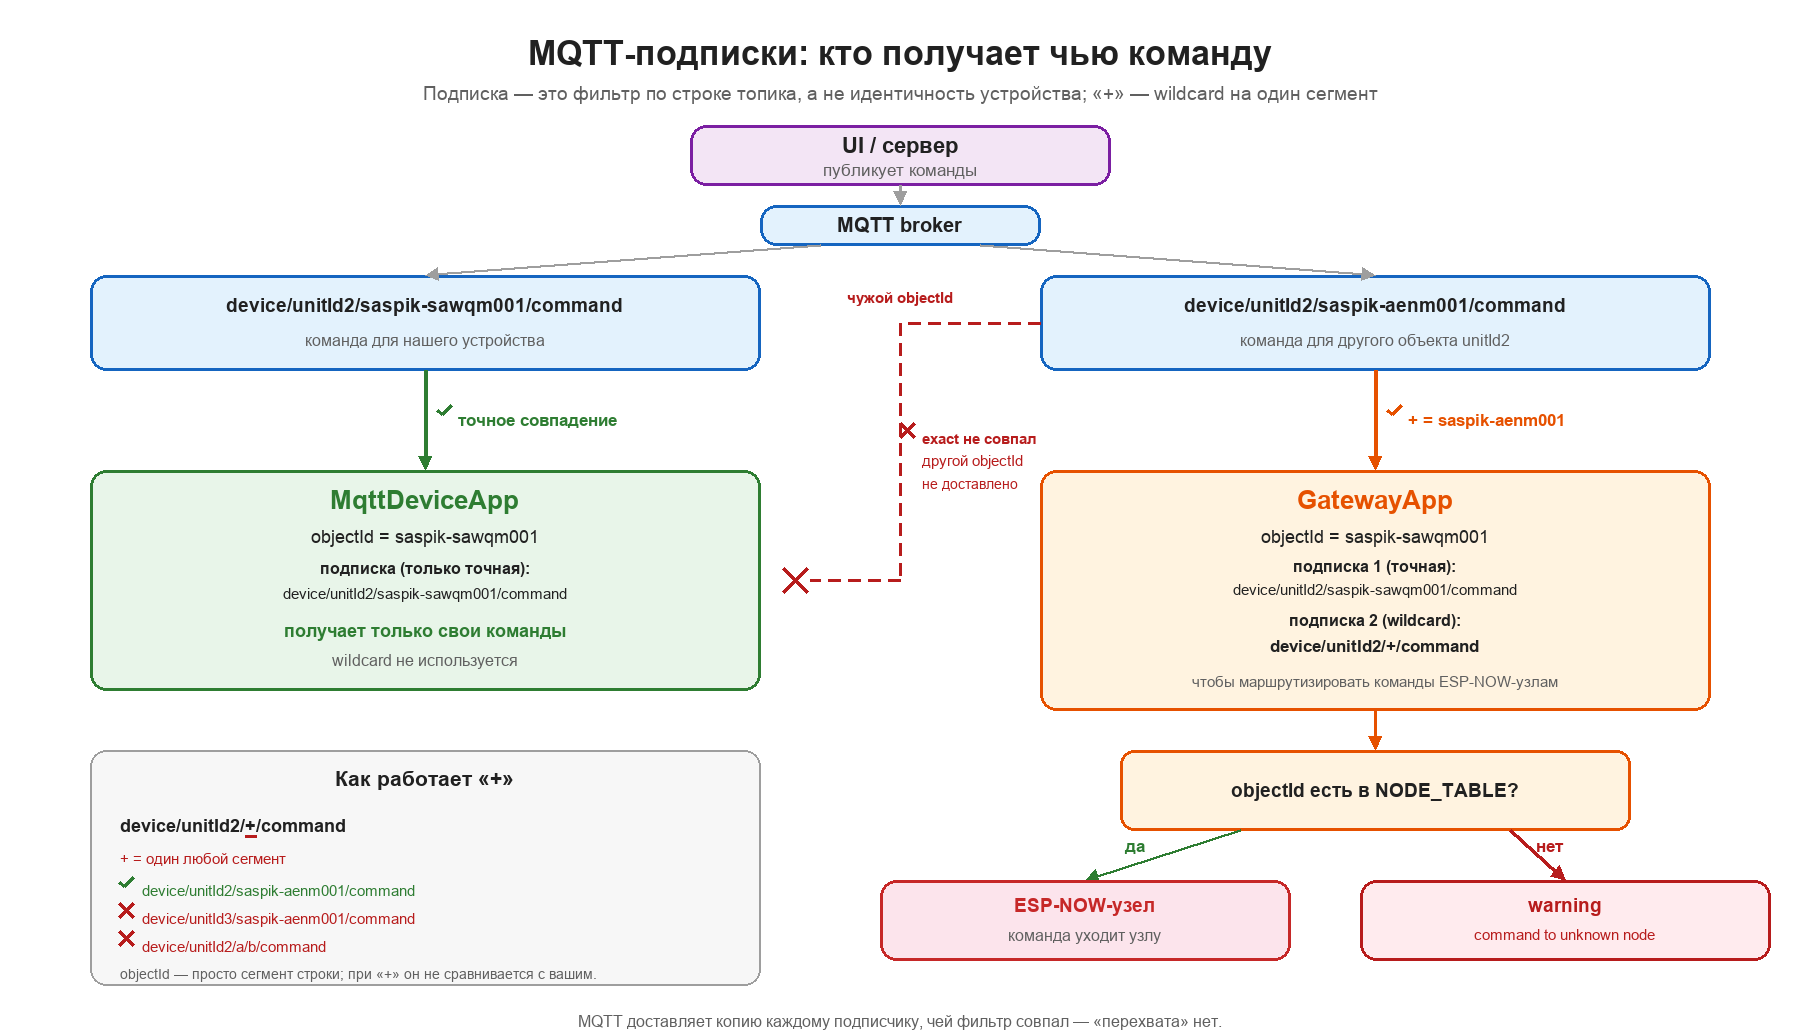 MQTT-подписки: кто получает чью команду
Подписка — это фильтр по строке топика, а не идентичность устройства; «+» — wildcard на один сегмент
UI / сервер
публикует команды
MQTT broker
device/unitId2/saspik-sawqm001/command
команда для нашего устройства
чужой objectId
device/unitId2/saspik-aenm001/command
команда для другого объекта unitId2
точное совпадение
exact не совпал
другой objectId
не доставлено
+ = saspik-aenm001
MqttDeviceApp
objectId = saspik-sawqm001
подписка (только точная):
device/unitId2/saspik-sawqm001/command
получает только свои команды
wildcard не используется
GatewayApp
objectId = saspik-sawqm001
подписка 1 (точная):
device/unitId2/saspik-sawqm001/command
подписка 2 (wildcard):
device/unitId2/+/command
чтобы маршрутизировать команды ESP-NOW-узлам
Как работает «+»
device/unitId2/+/command
+ = один любой сегмент
device/unitId2/saspik-aenm001/command
device/unitId3/saspik-aenm001/command
device/unitId2/a/b/command
objectId — просто сегмент строки; при «+» он не сравнивается с вашим.
objectId есть в NODE_TABLE?
да
нет
ESP-NOW-узел
команда уходит узлу
warning
command to unknown node
MQTT доставляет копию каждому подписчику, чей фильтр совпал — «перехвата» нет.